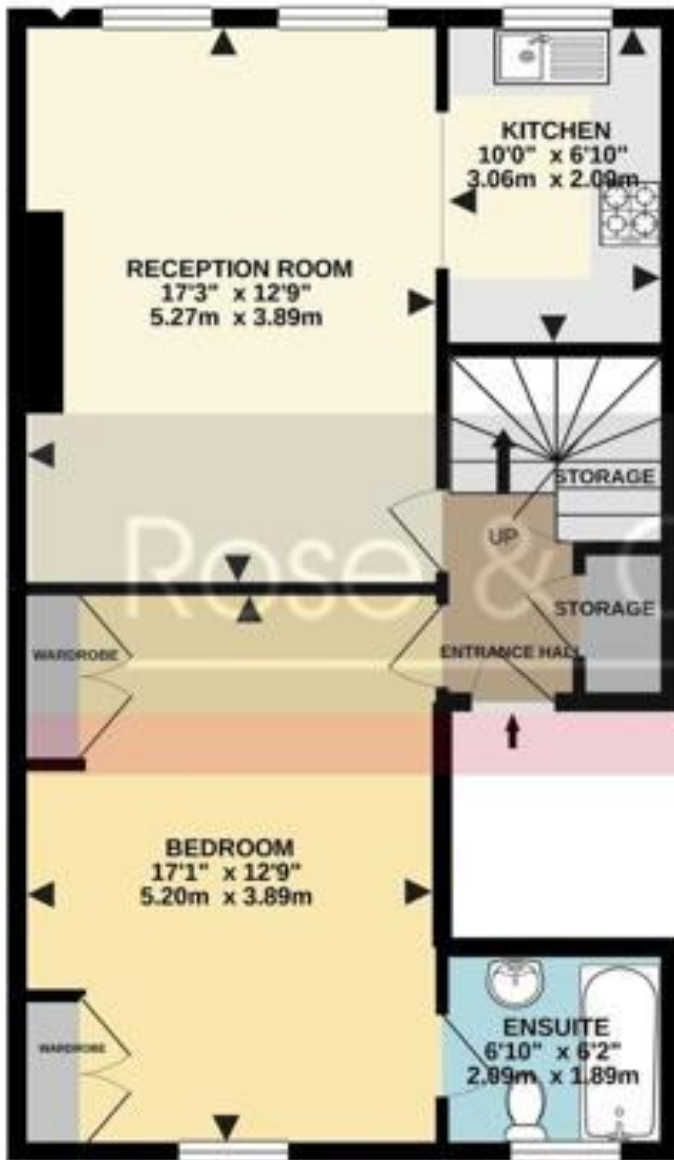 KITCHEN
10'0" x 6'10"
3.06m x 2.09m
RECEPTION ROOM
17'3" x 12'9"
5.27m x 3.89m
STORAGE
UP
Rose & C
STORAGE
WARDROBE
ENTRANCE HALL
BEDROOM
17'1" x 12'9"
5.20m x 3.89m
ENSUITE
6'10" x 6'2"
2.09m x 1.89m
WARDROBE